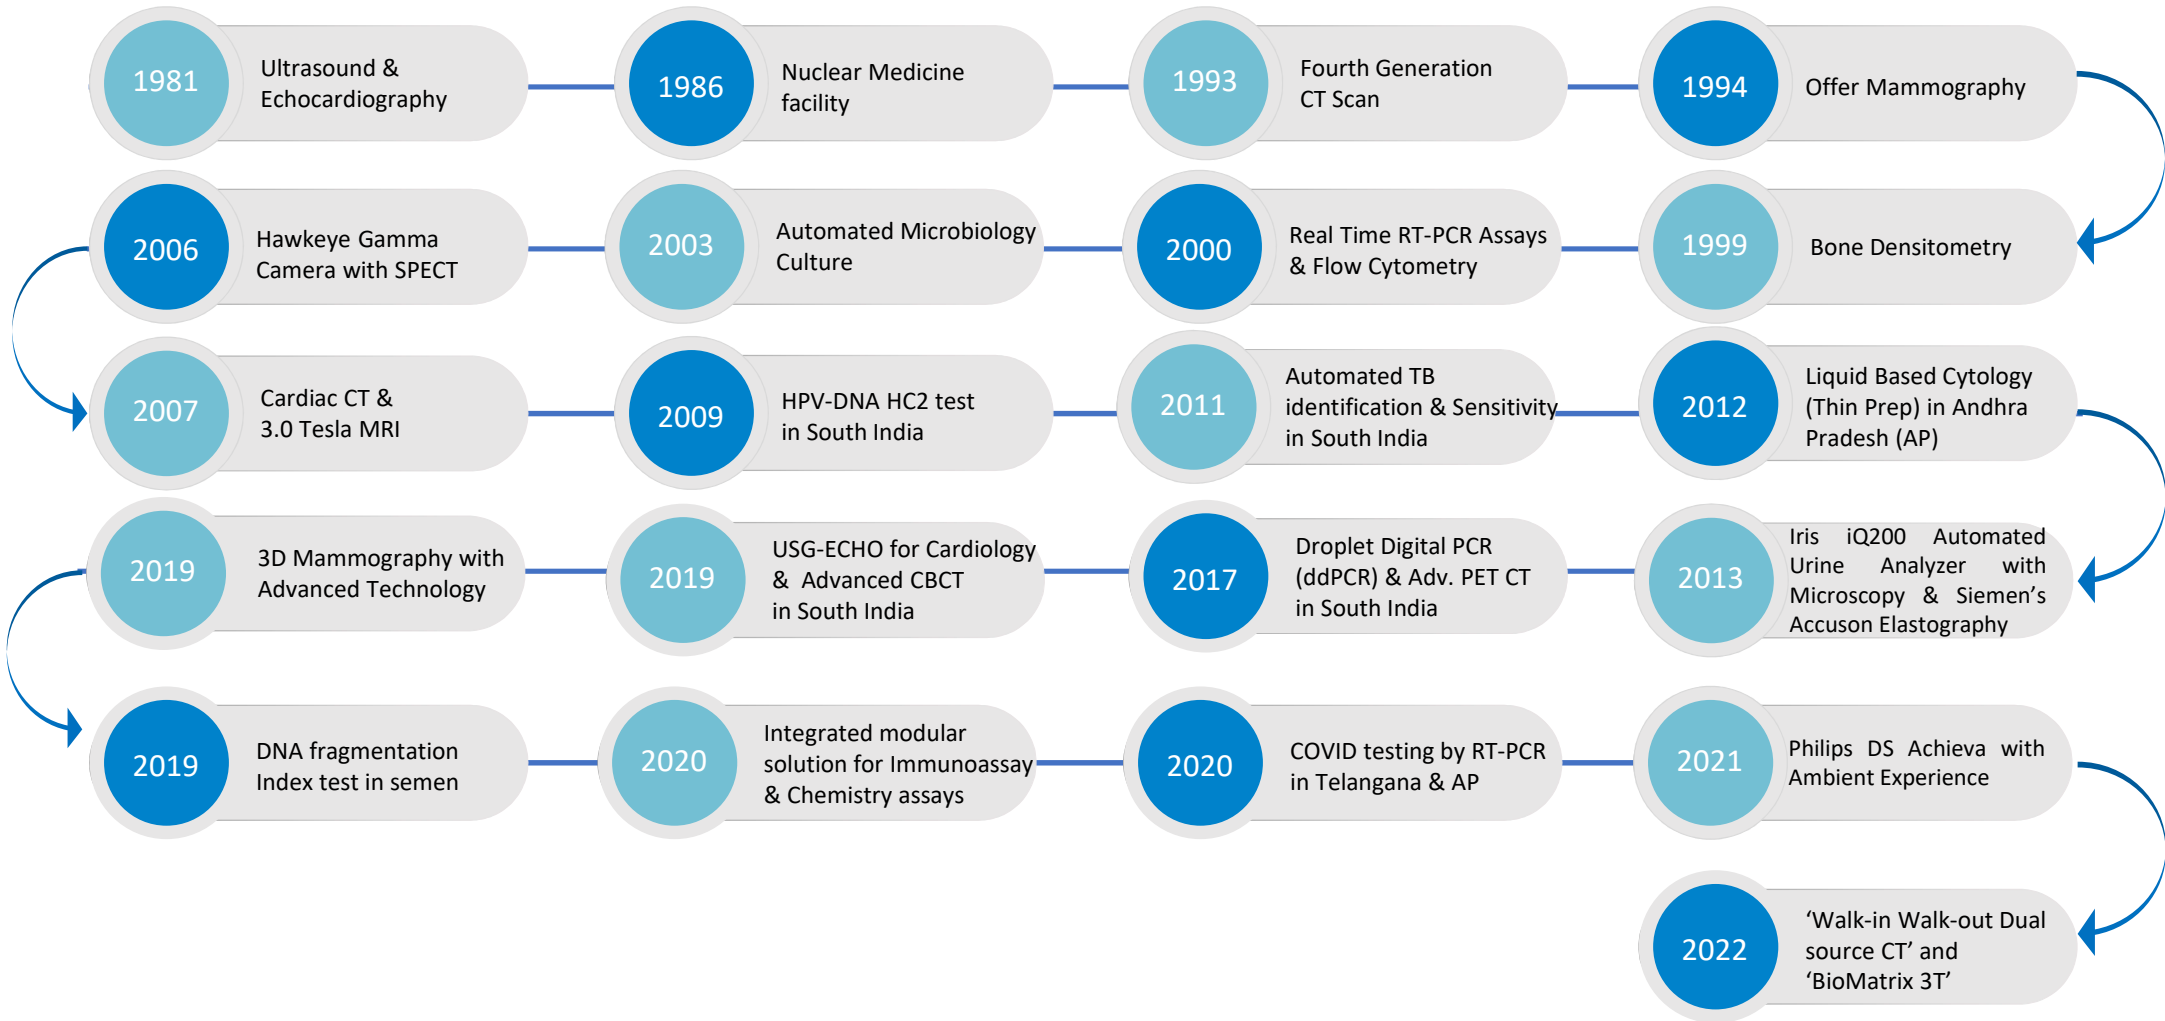 1981
Ultrasound &
Echocardiography
1986
Nuclear Medicine
facility
1993
Fourth Generation
CT Scan
1994
Offer Mammography
1999
Bone Densitometry
2000
Real Time RT-PCR Assays
& Flow Cytometry
2003
Automated Microbiology
Culture
2006
Hawkeye Gamma
Camera with SPECT
2007
Cardiac CT &
3.0 Tesla MRI
2009
HPV-DNA HC2 test
in South India
2011
Automated TB
identification & Sensitivity
in South India
2012
Liquid Based Cytology
(Thin Prep) in Andhra
Pradesh (AP)
2013
Iris iQ200 Automated
Urine Analyzer with
Microscopy & Siemen’s
Accuson Elastography
2017
Droplet Digital PCR
(ddPCR) & Adv. PET CT
in South India
2019
USG-ECHO for Cardiology
& Advanced CBCT
in South India
2019
3D Mammography with
Advanced Technology
2019
DNA fragmentation
Index test in semen
2020
Integrated modular
solution for Immunoassay
& Chemistry assays
2020
COVID testing by RT-PCR
in Telangana & AP
2021
Philips DS Achieva with
Ambient Experience
2022
‘Walk-in Walk-out Dual
source CT’ and
‘BioMatrix 3T’